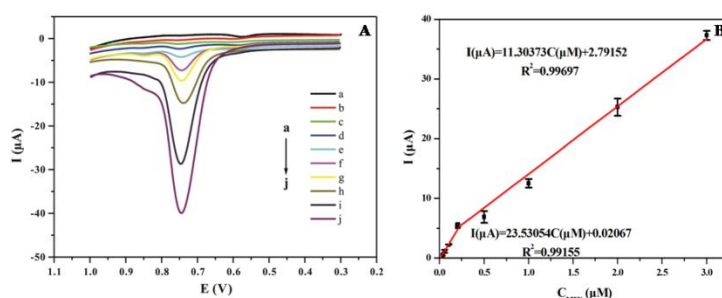 A
I (µA)
10
0
-10
-20
-30
-40
-50
1.1
1.0
0.9
0.8
0.7
0.6
0.5
0.4
0.3
0.2
E (V)
a
j
a
b
c
d
e
f
g
h
i
j
B
I (µA)
40
30
20
10
0
0.0
0.5
1.0
1.5
2.0
2.5
3.0
I(µA)=11.30373C(µM)+2.79152
R²=0.99697
I(µA)=23.53054C(µM)+0.02067
R²=0.99155
(µM)